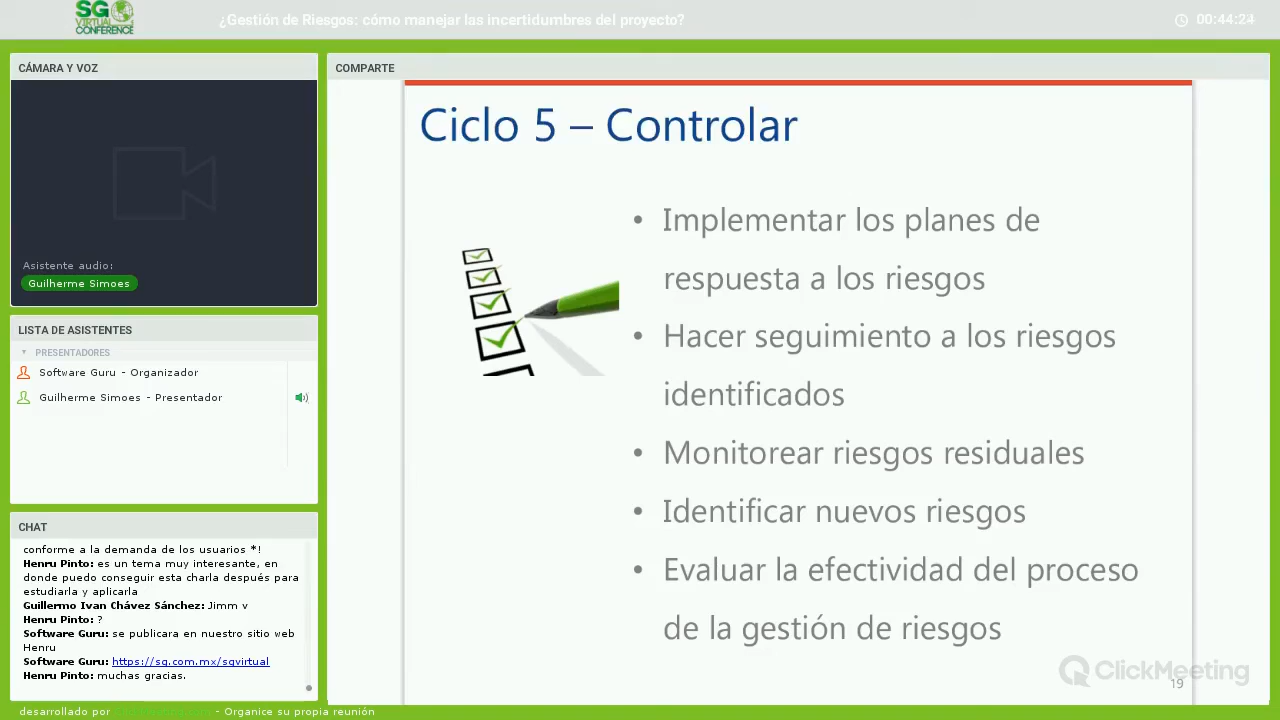 SG
VIRTUAL
CONFERENCE
¿Gestión de Riesgos: cómo manejar las incertidumbres del proyecto?
00:44:24
CÁMARA Y VOZ
Asistente audio:
Guilherme Simoes
LISTA DE ASISTENTES
PRESENTADORES
Software Guru - Organizador
Guilherme Simoes - Presentador
CHAT
conforme a la demanda de los usuarios *!
Henru Pinto: es un tema muy interesante, en
donde puedo conseguir esta charla después para
estudiarla y aplicarla
Guillermo Ivan Chávez Sánchez: Jimm v
Henru Pinto: ?
Software Guru: se publicara en nuestro sitio web
Henru
Software Guru: https://sg.com.mx/sgvirtual
Henru Pinto: muchas gracias.
COMPARTE
Ciclo 5 – Controlar
• Implementar los planes de
respuesta a los riesgos
• Hacer seguimiento a los riesgos
identificados
• Monitorear riesgos residuales
• Identificar nuevos riesgos
• Evaluar la efectividad del proceso
de la gestión de riesgos
ClickMeeting
19
desarrollado por - Organice su propia reunión